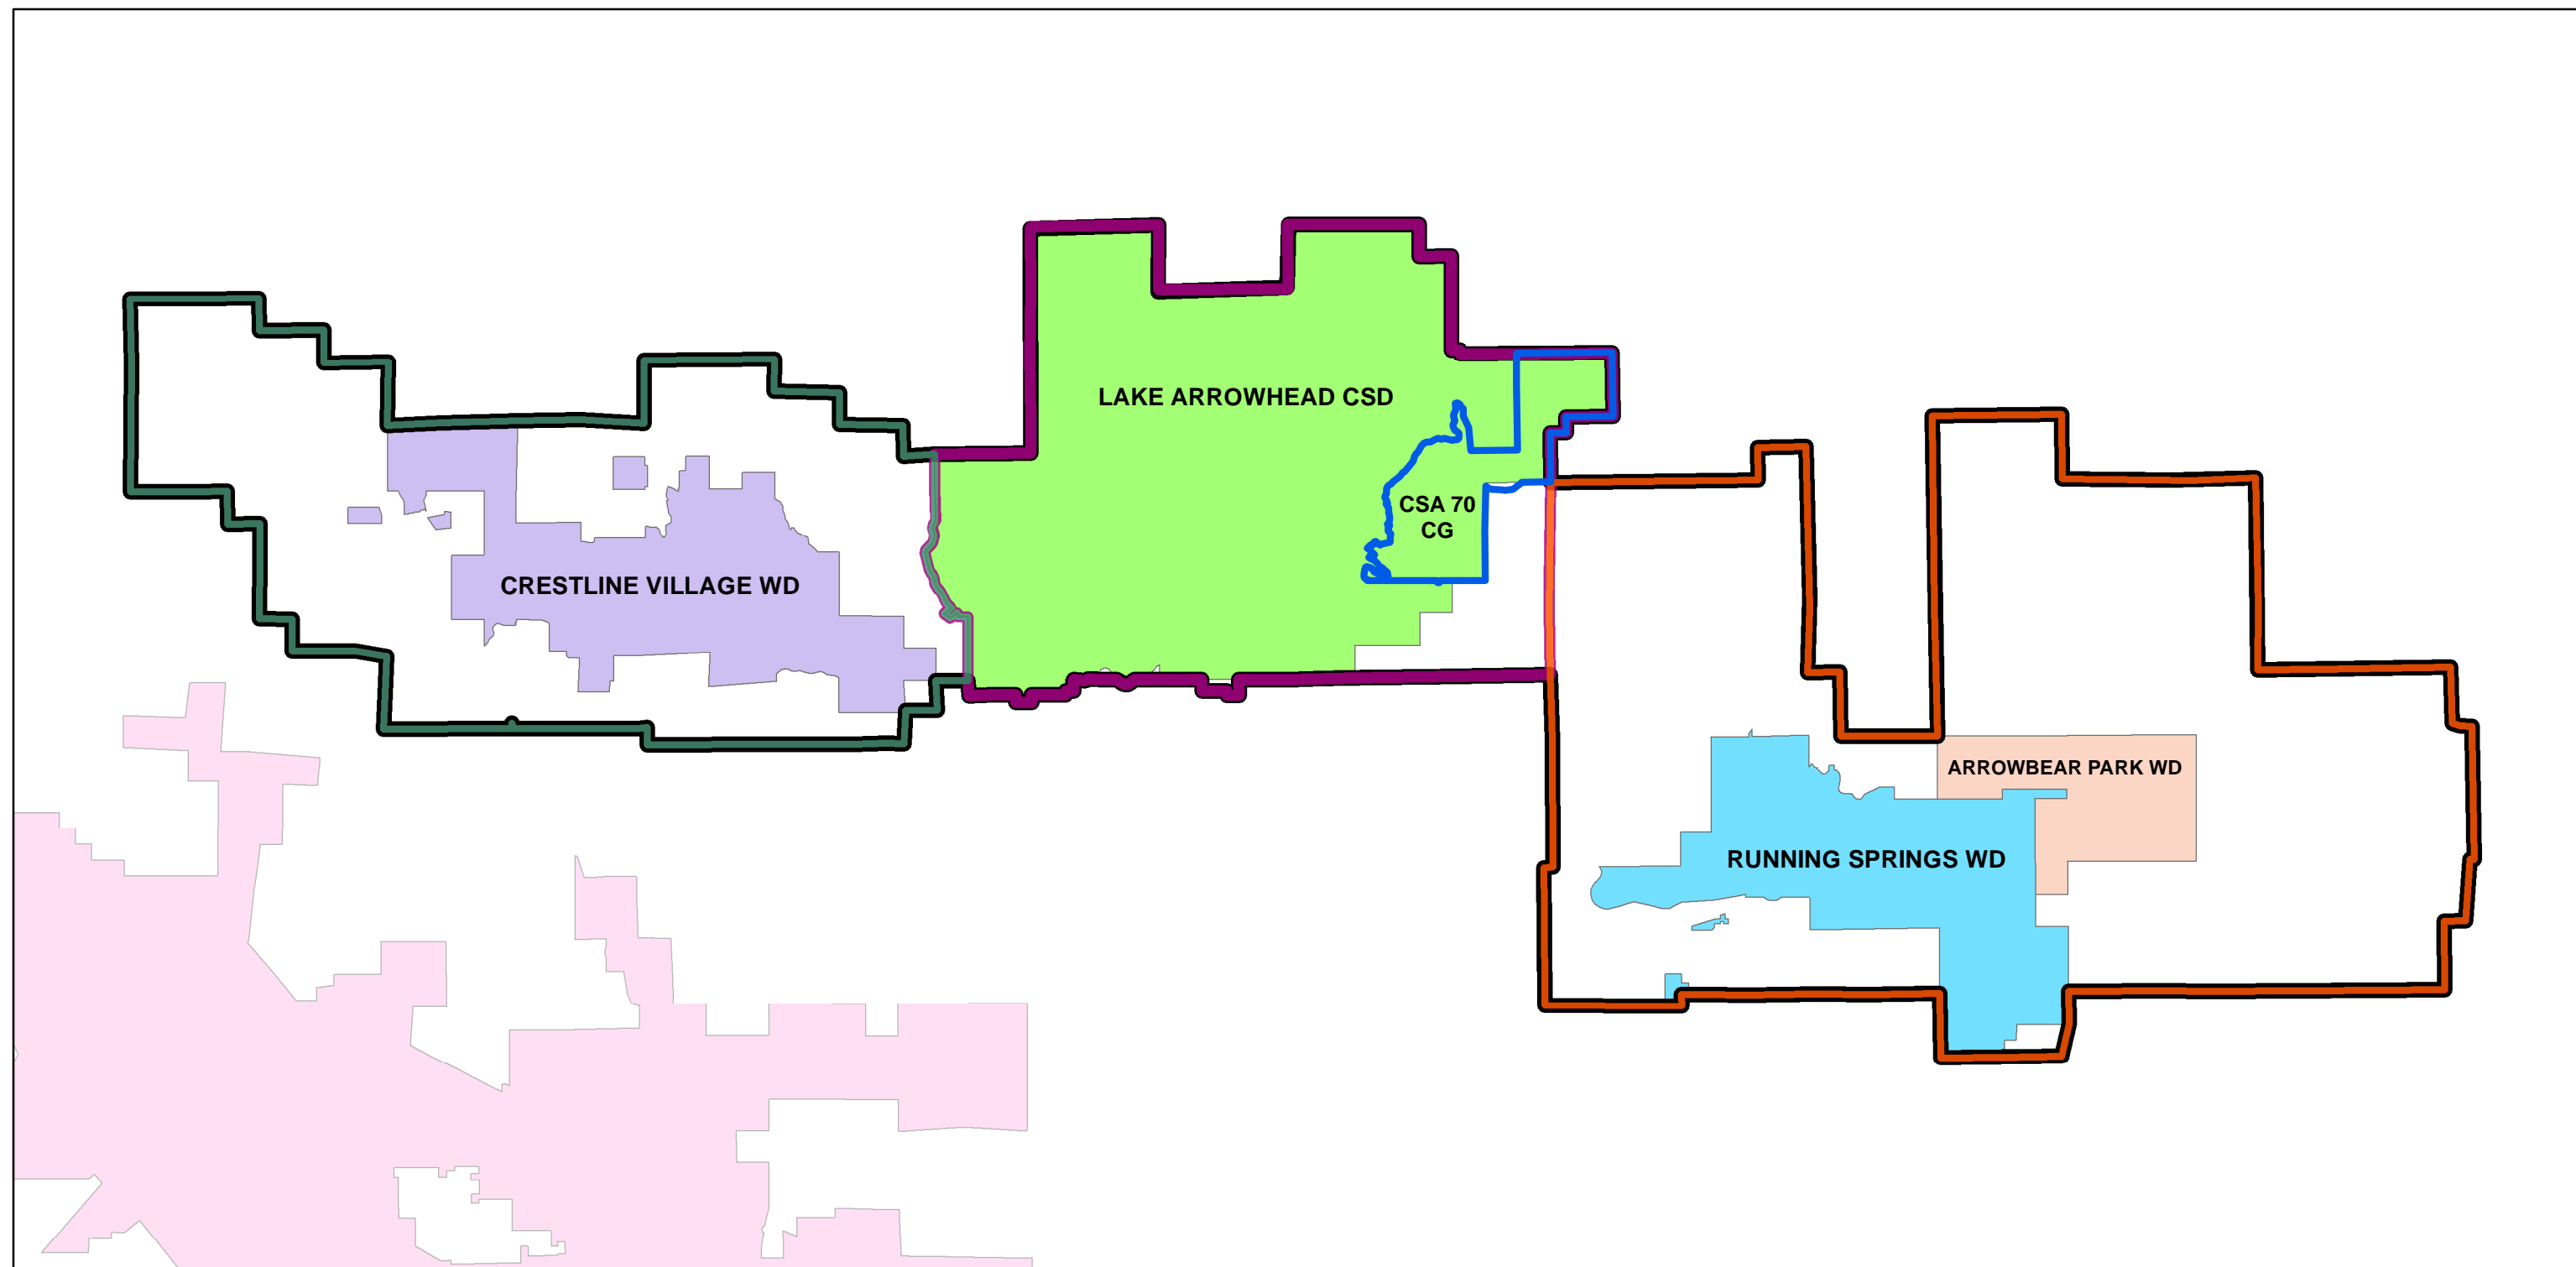 LAKE ARROWHEAD CSD
CSA 70
CG
CRESTLINE VILLAGE WD
ARROWBEAR PARK WD
RUNNING SPRINGS WD